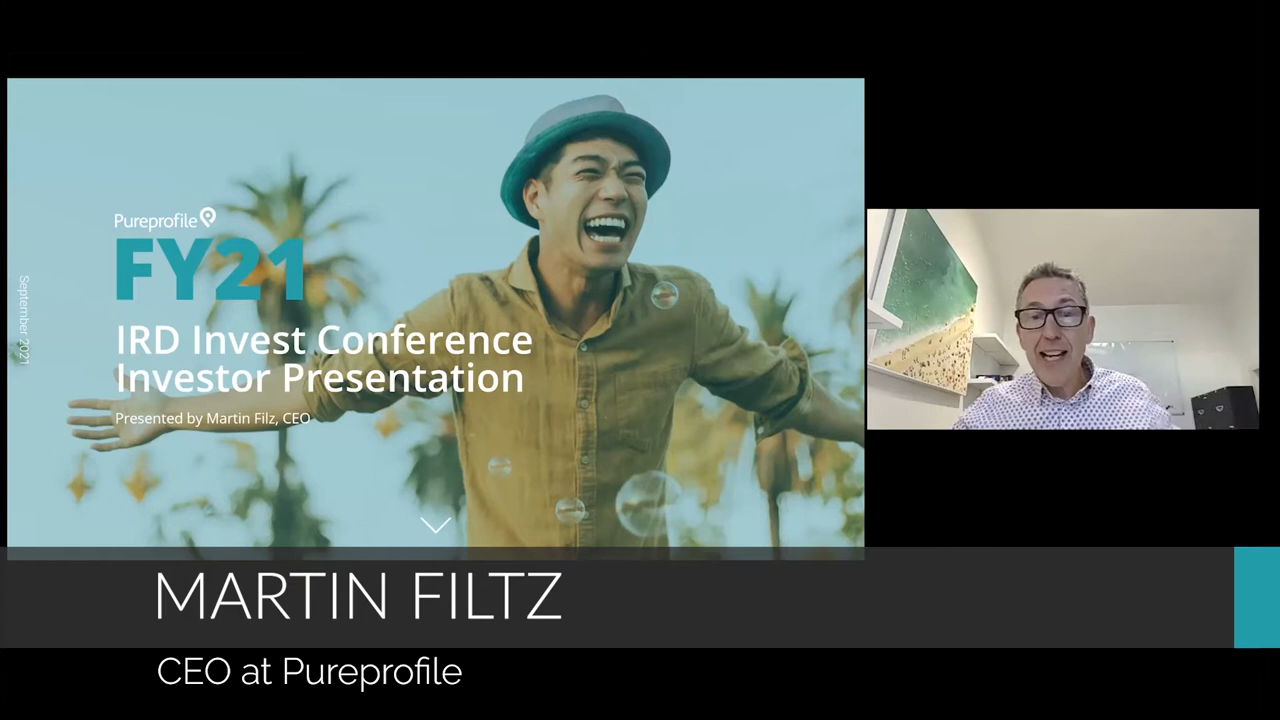 Pureprofile
FY21
IRD Invest Conference
Investor Presentation
Presented by Martin Filz, CEO
September 2021
MARTIN FILTZ
CEO at Pureprofile